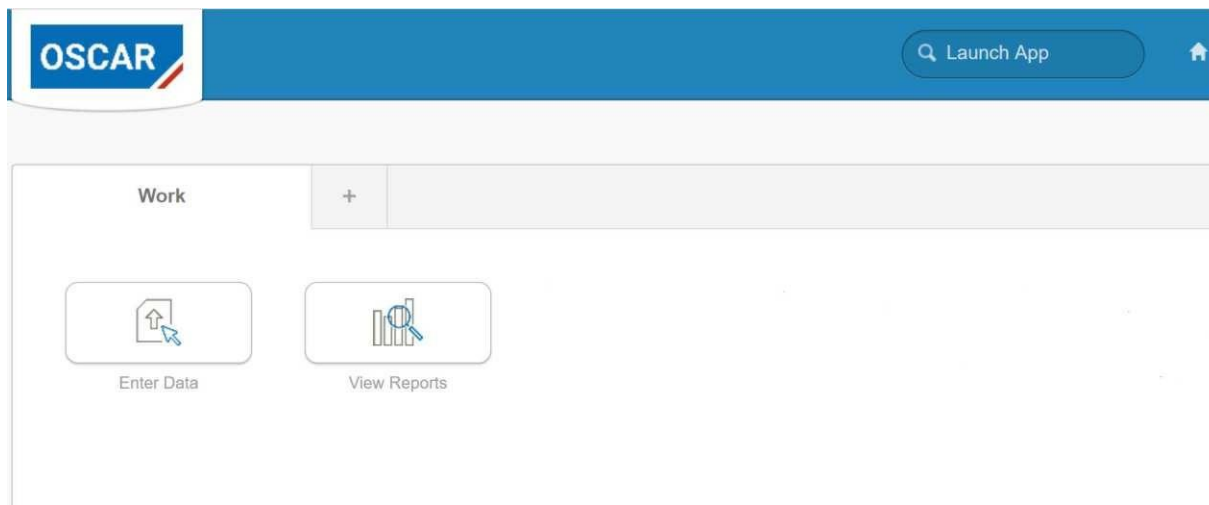 OSCAR
Launch App
Work
+
Enter Data
View Reports